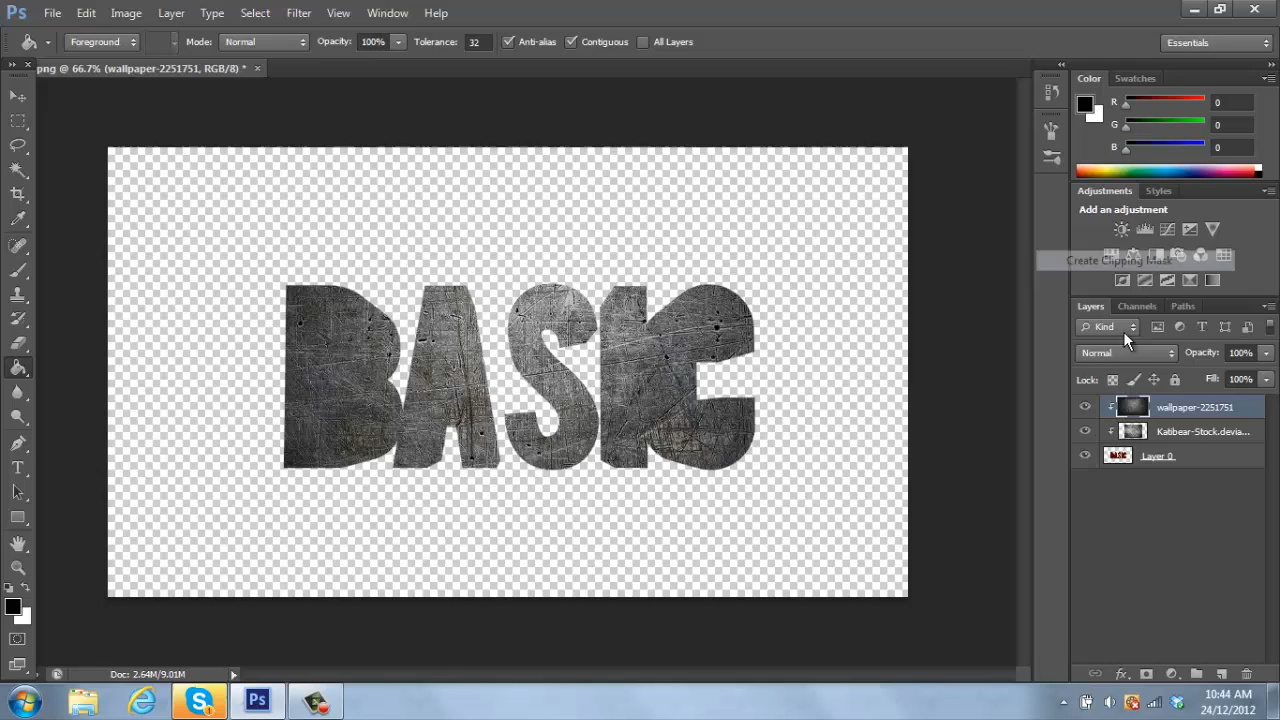 Ps File Edit Image Layer Type Select Filter View Window Help
Foreground Mode: Normal Opacity: 100% Tolerance: 32 Anti-alias Contiguous All Layers Essentials
png @ 66.7% (wallpaper-2251751, RGB/8) * ×
Color Swatches
R 0
G 0
B 0
Adjustments Styles
Add an adjustment
Create Clipping Mask
Layers Channels Paths
Kind
Normal Opacity: 100%
Lock: Fill: 100%
wallpaper-2251751
Katibear-Stock.devia...
Layer 0
BASK
Doc: 2.64M/9.01M
Ps
10:44 AM
24/12/2012